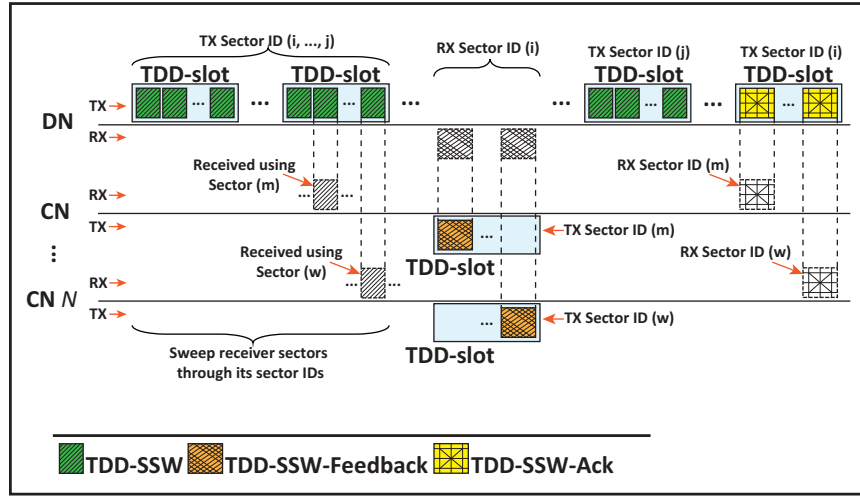 TX Sector ID (i, ..., j)
RX Sector ID (i)
TX Sector ID (j)
TX Sector ID (i)
TDD-slot
TDD-slot
TDD-slot
TDD-slot
TX
... ... ... ... ... ... ... ...
DN
RX
Received using
Sector (m)
RX Sector ID (m)
RX
... ...
CN
TX
...
TX Sector ID (m)
Received using
Sector (w)
RX Sector ID (w)
TDD-slot
...
RX
... ...
CN N
TX
...
TX Sector ID (w)
TDD-slot
Sweep receiver sectors
through its sector IDs
TDD-SSW
TDD-SSW-Feedback
TDD-SSW-Ack